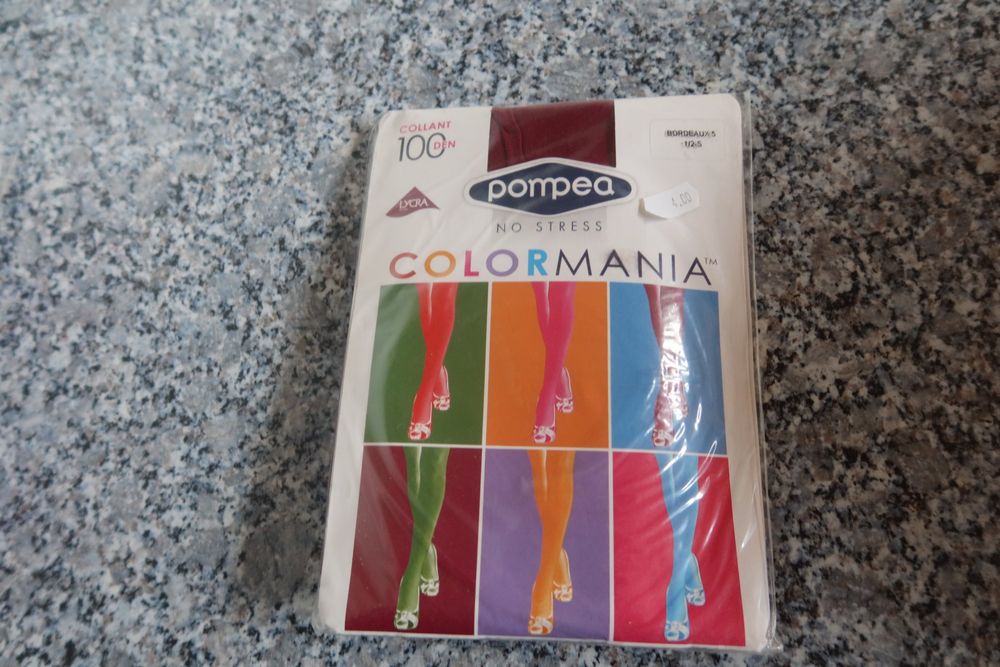 COLLANT
100 DEN
BORDEAUX 5
1/2-S
LYCRA
pompea
4,00
NO STRESS
COLORMANIA™